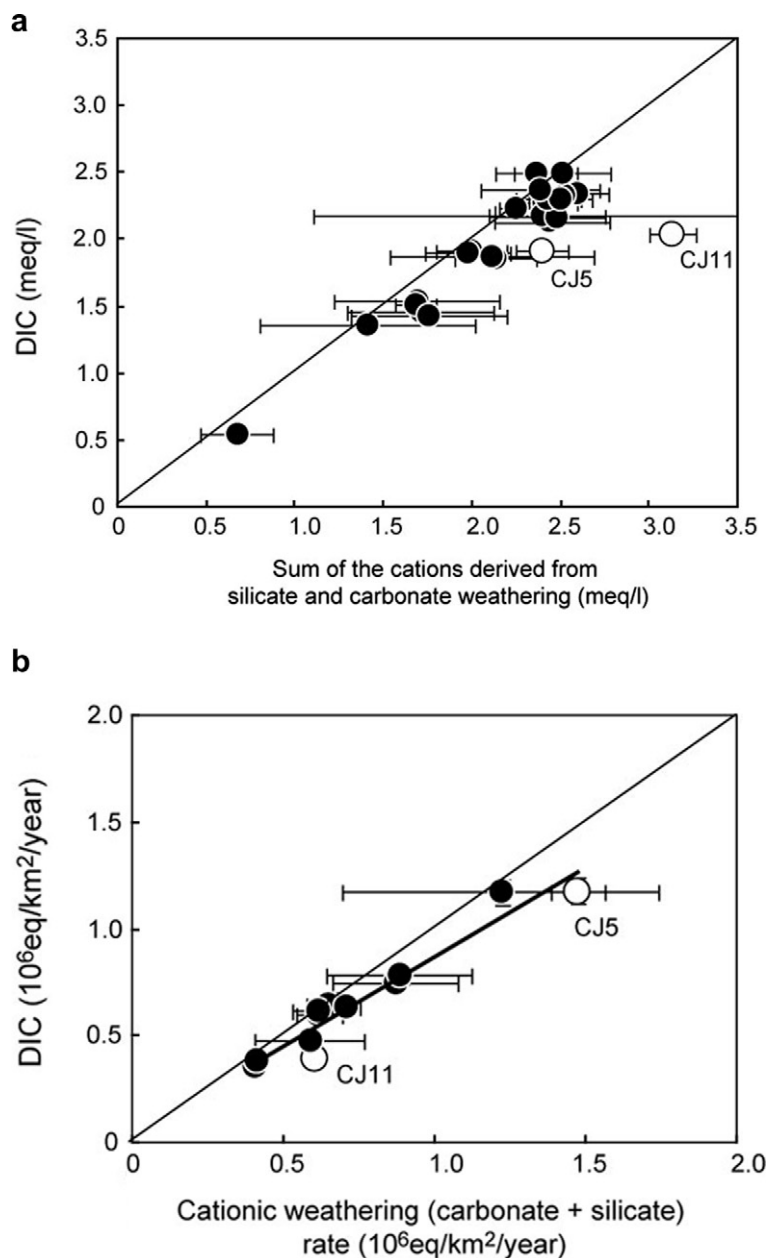 a
3.5
3.0
2.5
2.0
1.5
1.0
0.5
0
DIC (meq/l)
CJ5
CJ11
0 0.5 1.0 1.5 2.0 2.5 3.0 3.5
Sum of the cations derived from
silicate and carbonate weathering (meq/l)
b
2.0
1.5
1.0
0.5
0
DIC (10⁶eq/km²/year)
CJ5
CJ11
0 0.5 1.0 1.5 2.0
Cationic weathering (carbonate + silicate)
rate (10⁶eq/km²/year)